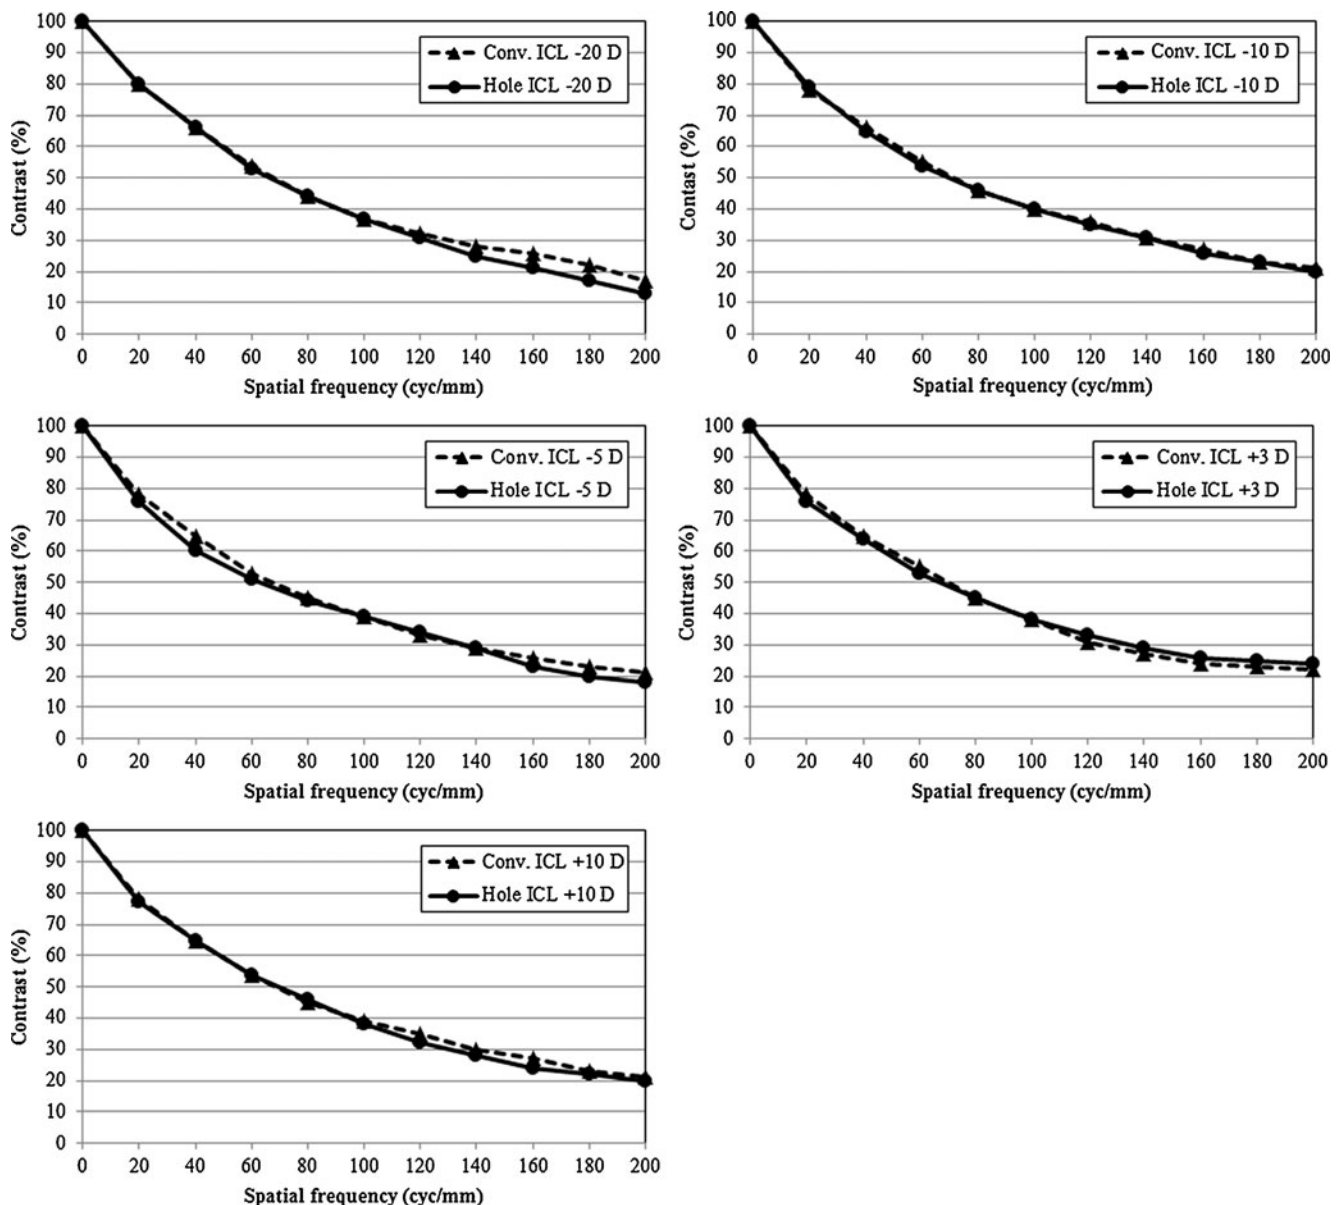 100
90
80
70
60
50
40
30
20
10
0
Contrast (%)
Conv. ICL -20 D
Hole ICL -20 D
0 20 40 60 80 100 120 140 160 180 200
Spatial frequency (cyc/mm)
100
90
80
70
60
50
40
30
20
10
0
Contast (%)
Conv. ICL -10 D
Hole ICL -10 D
0 20 40 60 80 100 120 140 160 180 200
Spatial frequency (cyc/mm)
100
90
80
70
60
50
40
30
20
10
0
Contrast (%)
Conv. ICL -5 D
Hole ICL -5 D
0 20 40 60 80 100 120 140 160 180 200
Spatial frequency (cyc/mm)
100
90
80
70
60
50
40
30
20
10
0
Contrast (%)
Conv. ICL +3 D
Hole ICL +3 D
0 20 40 60 80 100 120 140 160 180 200
Spatial frequency (cyc/mm)
100
90
80
70
60
50
40
30
20
10
0
Contrast (%)
Conv. ICL +10 D
Hole ICL +10 D
0 20 40 60 80 100 120 140 160 180 200
Spatial frequency (cyc/mm)